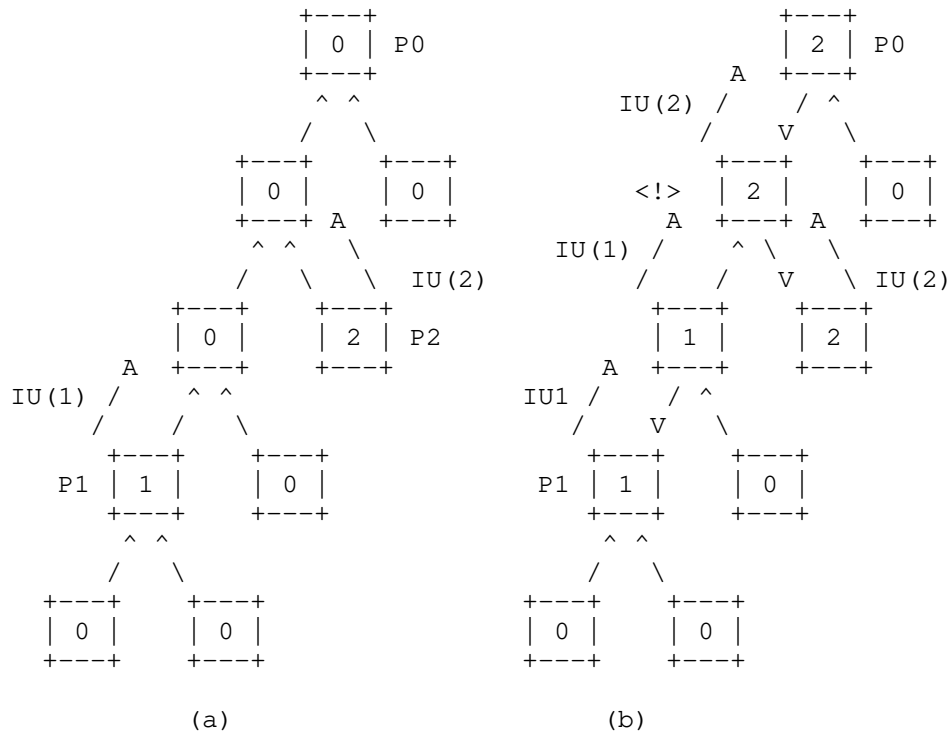 0 P0 2 P0
IU(2)
0 0 <!> 2 0
IU(1)
IU(2) IU(2)
0 2 P2 1 2
IU(1) IU1
P1 1 0 P1 1 0
0 0 0 0
(a) (b)